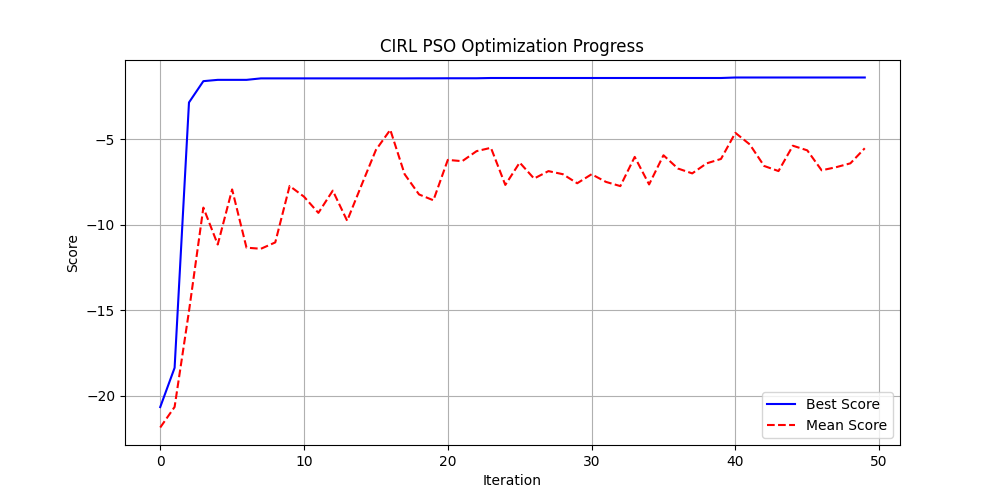 CIRL PSO Optimization Progress
Score
−5
−10
−15
−20
0 10 20 30 40 50
Iteration
Best Score
Mean Score